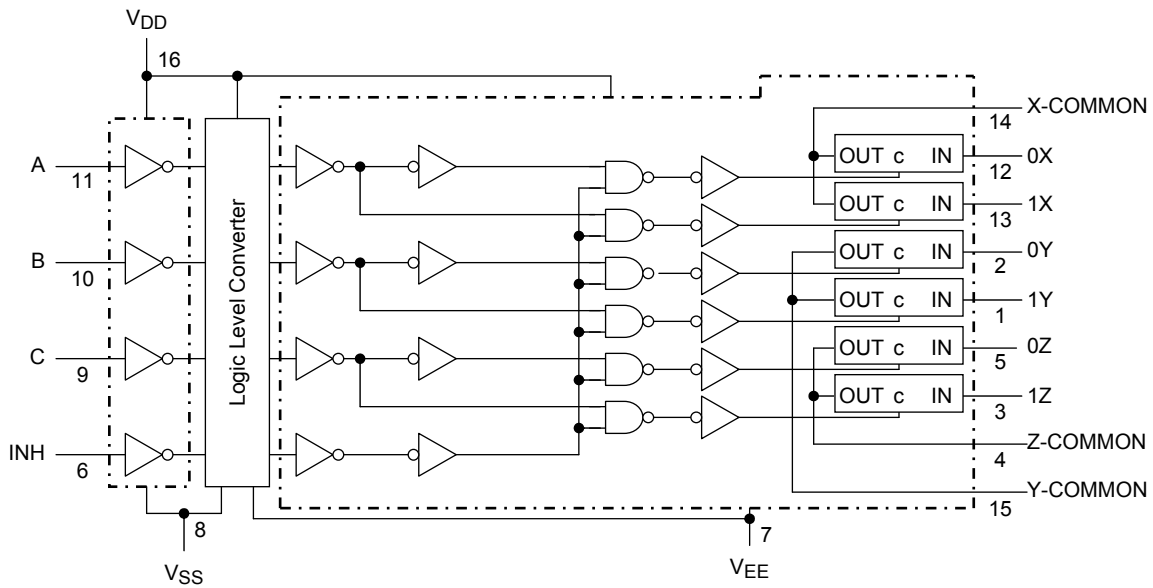 VDD
16
X-COMMON
14
A
11
OUT c IN
0X
12
OUT c IN
1X
13
B
10
Logic Level Converter
OUT c IN
0Y
2
OUT c IN
1Y
1
C
9
OUT c IN
0Z
5
OUT c IN
1Z
3
INH
6
Z-COMMON
4
Y-COMMON
15
8
7
VSS
VEE